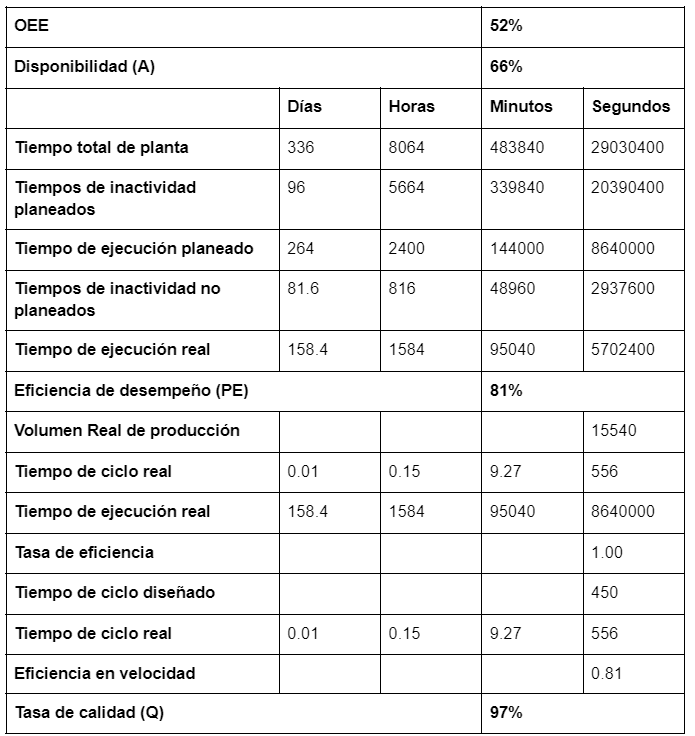 OEE 52%
Disponibilidad (A) 66%
Días Horas Minutos Segundos
Tiempo total de planta 336 8064 483840 29030400
Tiempos de inactividad
planeados 96 5664 339840 20390400
Tiempo de ejecución planeado 264 2400 144000 8640000
Tiempos de inactividad no
planeados 81.6 816 48960 2937600
Tiempo de ejecución real 158.4 1584 95040 5702400
Eficiencia de desempeño (PE) 81%
Volumen Real de producción 15540
Tiempo de ciclo real 0.01 0.15 9.27 556
Tiempo de ejecución real 158.4 1584 95040 8640000
Tasa de eficiencia 1.00
Tiempo de ciclo diseñado 450
Tiempo de ciclo real 0.01 0.15 9.27 556
Eficiencia en velocidad 0.81
Tasa de calidad (Q) 97%